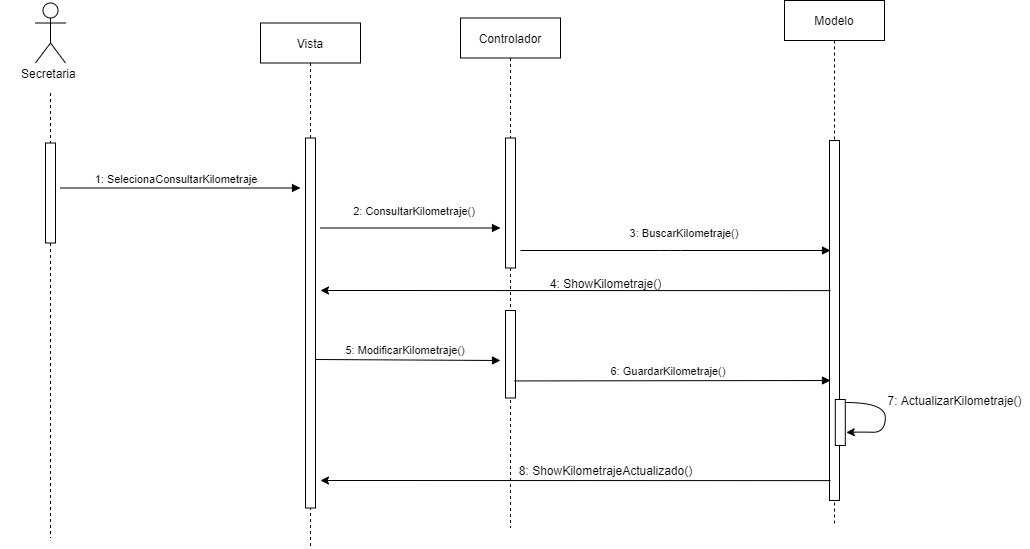 Secretaria
Vista
Controlador
Modelo
1: SelecionaConsultarKilometraje
2: ConsultarKilometraje()
3: BuscarKilometraje()
4: ShowKilometraje()
5: ModificarKilometraje()
6: GuardarKilometraje()
7: ActualizarKilometraje()
8: ShowKilometrajeActualizado()